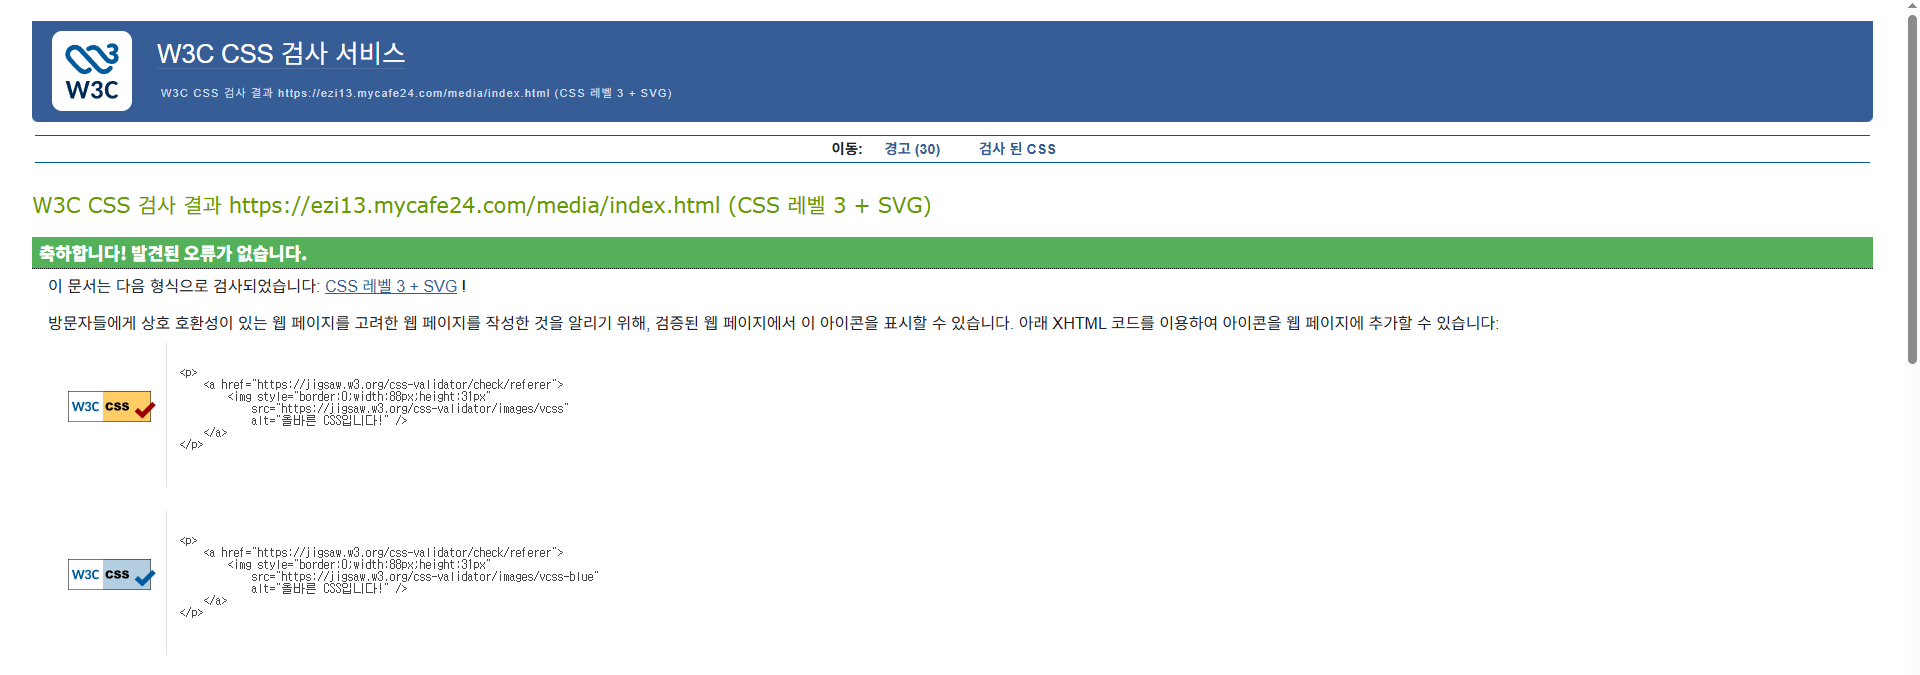 W3C
W3C CSS 검사 서비스
W3C CSS 검사 결과 https://ezi13.mycafe24.com/media/index.html (CSS 레벨 3 + SVG)
이동: 경고 (30) 검사 된 CSS
W3C CSS 검사 결과 https://ezi13.mycafe24.com/media/index.html (CSS 레벨 3 + SVG)
축하합니다! 발견된 오류가 없습니다.
이 문서는 다음 형식으로 검사되었습니다: CSS 레벨 3 + SVG !
방문자들에게 상호 호환성이 있는 웹 페이지를 고려한 웹 페이지를 작성한 것을 알리기 위해, 검증된 웹 페이지에서 이 아이콘을 표시할 수 있습니다. 아래 XHTML 코드를 이용하여 아이콘을 웹 페이지에 추가할 수 있습니다:
W3C css
<p>
<a href="https://jigsaw.w3.org/css-validator/check/referer">
<img style="border:0;width:88px;height:31px"
src="https://jigsaw.w3.org/css-validator/images/vcss"
alt="올바른 CSS입니다!" />
</a>
</p>
W3C css
<p>
<a href="https://jigsaw.w3.org/css-validator/check/referer">
<img style="border:0;width:88px;height:31px"
src="https://jigsaw.w3.org/css-validator/images/vcss-blue"
alt="올바른 CSS입니다!" />
</a>
</p>